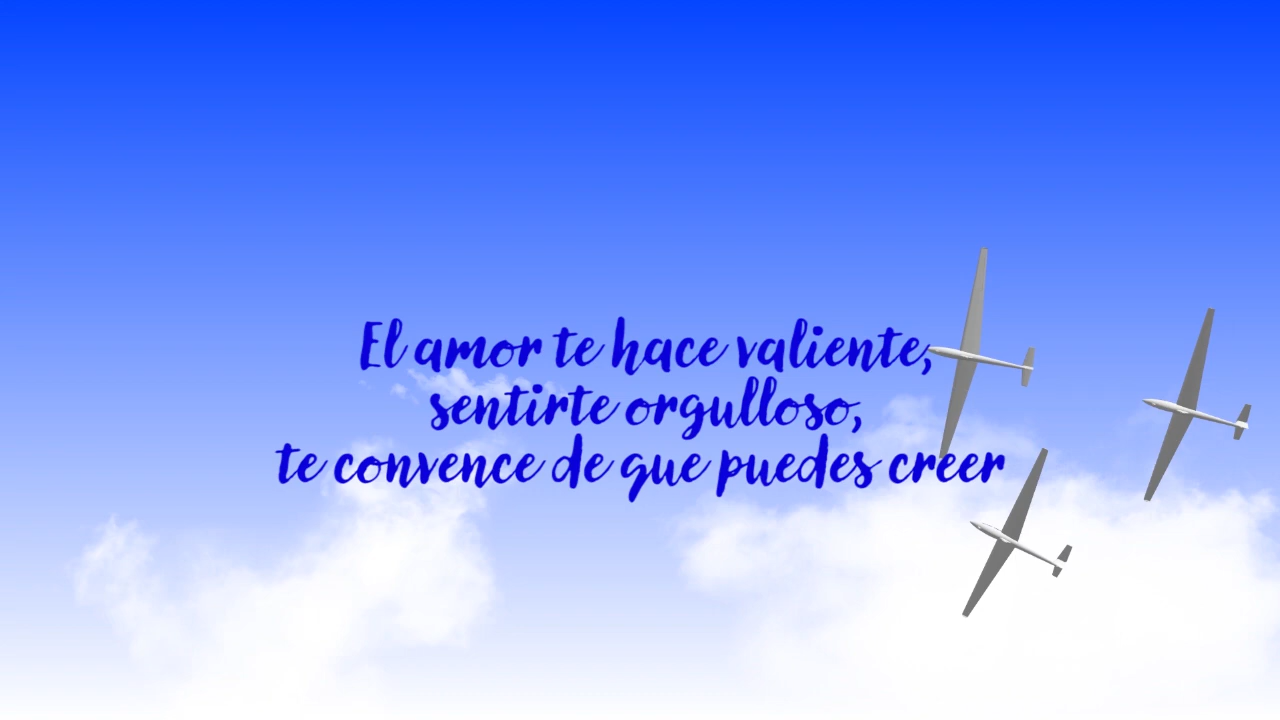 El amor te hace valiente,
sentirte orgulloso,
te convence de que puedes creer